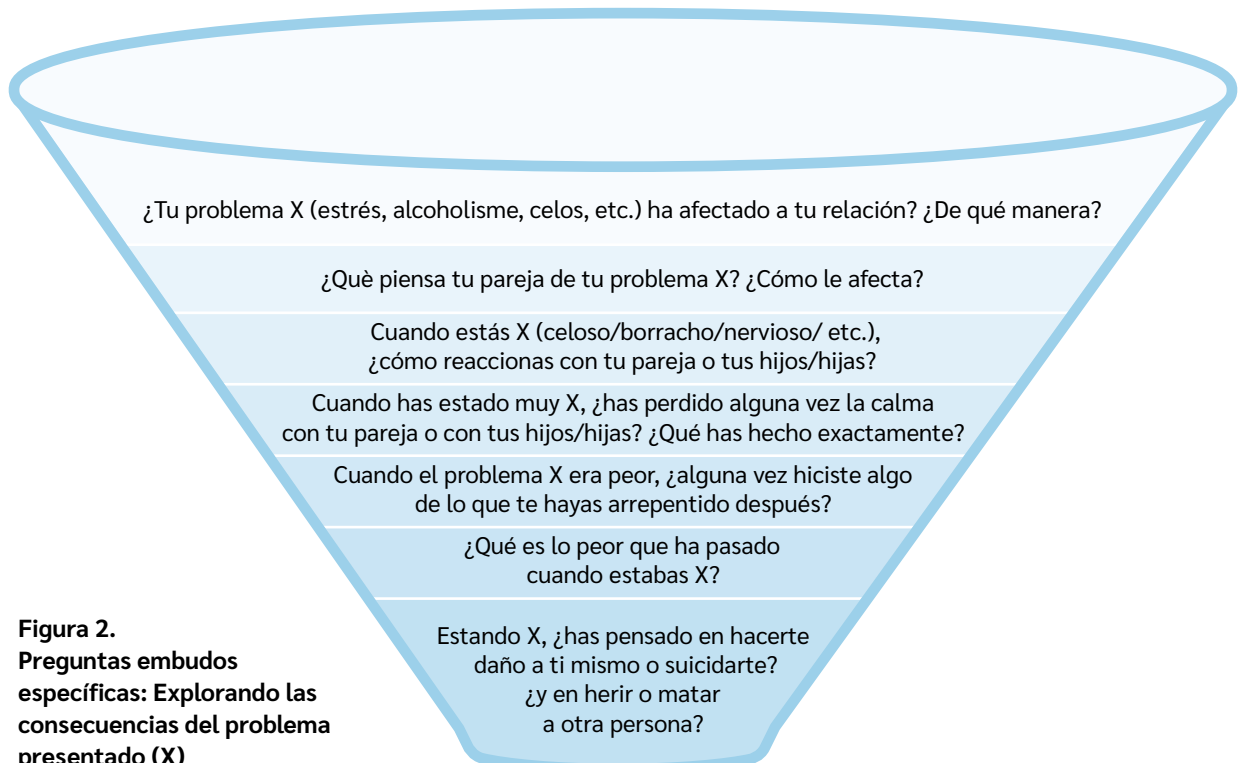 ¿Tu problema X (estrés, alcoholisme, celos, etc.) ha afectado a tu relación? ¿De qué manera?
¿Què piensa tu pareja de tu problema X? ¿Cómo le afecta?
Cuando estás X (celoso/borracho/nervioso/ etc.),
¿cómo reaccionas con tu pareja o tus hijos/hijas?
Cuando has estado muy X, ¿has perdido alguna vez la calma
con tu pareja o con tus hijos/hijas? ¿Qué has hecho exactamente?
Cuando el problema X era peor, ¿alguna vez hiciste algo
de lo que te hayas arrepentido después?
¿Qué es lo peor que ha pasado
cuando estabas X?
Estando X, ¿has pensado en hacerte
daño a ti mismo o suicidarte?
¿y en herir o matar
a otra persona?
Figura 2.
Preguntas embudos
específicas: Explorando las
consecuencias del problema
presentado (X)